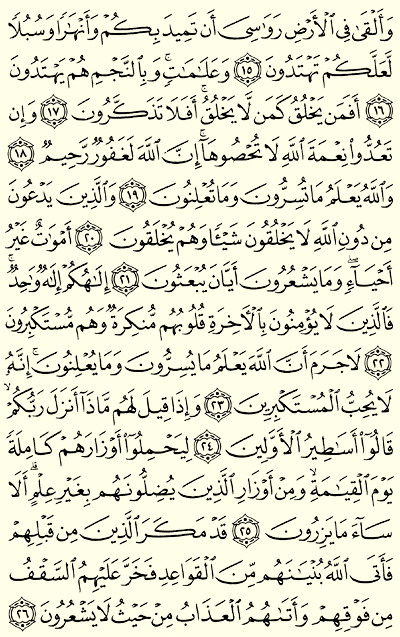 وَأَلْقَىٰ فِي الْأَرْضِ رَوَاسِيَ أَن تَمِيدَ بِكُمْ وَأَنْهَارًا وَسُبُلًا
لَّعَلَّكُمْ تَهْتَدُونَ ١٥ وَعَلَامَاتٍ ۚ وَبِالنَّجْمِ هُمْ يَهْتَدُونَ
١٦ أَفَمَن يَخْلُقُ كَمَن لَّا يَخْلُقُ ۗ أَفَلَا تَذَكَّرُونَ ١٧ وَإِن
تَعُدُّوا نِعْمَةَ اللَّهِ لَا تُحْصُوهَا ۗ إِنَّ اللَّهَ لَغَفُورٌ رَّحِيمٌ ١٨
وَاللَّهُ يَعْلَمُ مَا تُسِرُّونَ وَمَا تُعْلِنُونَ ١٩ وَالَّذِينَ يَدْعُونَ
مِن دُونِ اللَّهِ لَا يَخْلُقُونَ شَيْئًا وَهُمْ يُخْلَقُونَ ٢٠ أَمْوَاتٌ غَيْرُ
أَحْيَاءٍ ۖ وَمَا يَشْعُرُونَ أَيَّانَ يُبْعَثُونَ ٢١ إِلَٰهُكُمْ إِلَٰهٌ وَاحِدٌ ۚ
فَالَّذِينَ لَا يُؤْمِنُونَ بِالْآخِرَةِ قُلُوبُهُم مُّنكِرَةٌ وَهُم مُّسْتَكْبِرُونَ
٢٢ لَا جَرَمَ أَنَّ اللَّهَ يَعْلَمُ مَا يُسِرُّونَ وَمَا يُعْلِنُونَ ۚ إِنَّهُ
لَا يُحِبُّ الْمُسْتَكْبِرِينَ ٢٣ وَإِذَا قِيلَ لَهُم مَّاذَا أَنزَلَ رَبُّكُمْ ۙ
قَالُوا أَسَاطِيرُ الْأَوَّلِينَ ٢٤ لِيَحْمِلُوا أَوْزَارَهُمْ كَامِلَةً
يَوْمَ الْقِيَامَةِ ۙ وَمِنْ أَوْزَارِ الَّذِينَ يُضِلُّونَهُم بِغَيْرِ عِلْمٍ ۗ أَلَا
سَاءَ مَا يَزِرُونَ ٢٥ قَدْ مَكَرَ الَّذِينَ مِن قَبْلِهِمْ
فَأَتَى اللَّهُ بُنْيَانَهُم مِّنَ الْقَوَاعِدِ فَخَرَّ عَلَيْهِمُ السَّقْفُ
مِن فَوْقِهِمْ وَأَتَاهُمُ الْعَذَابُ مِنْ حَيْثُ لَا يَشْعُرُونَ ٢٦